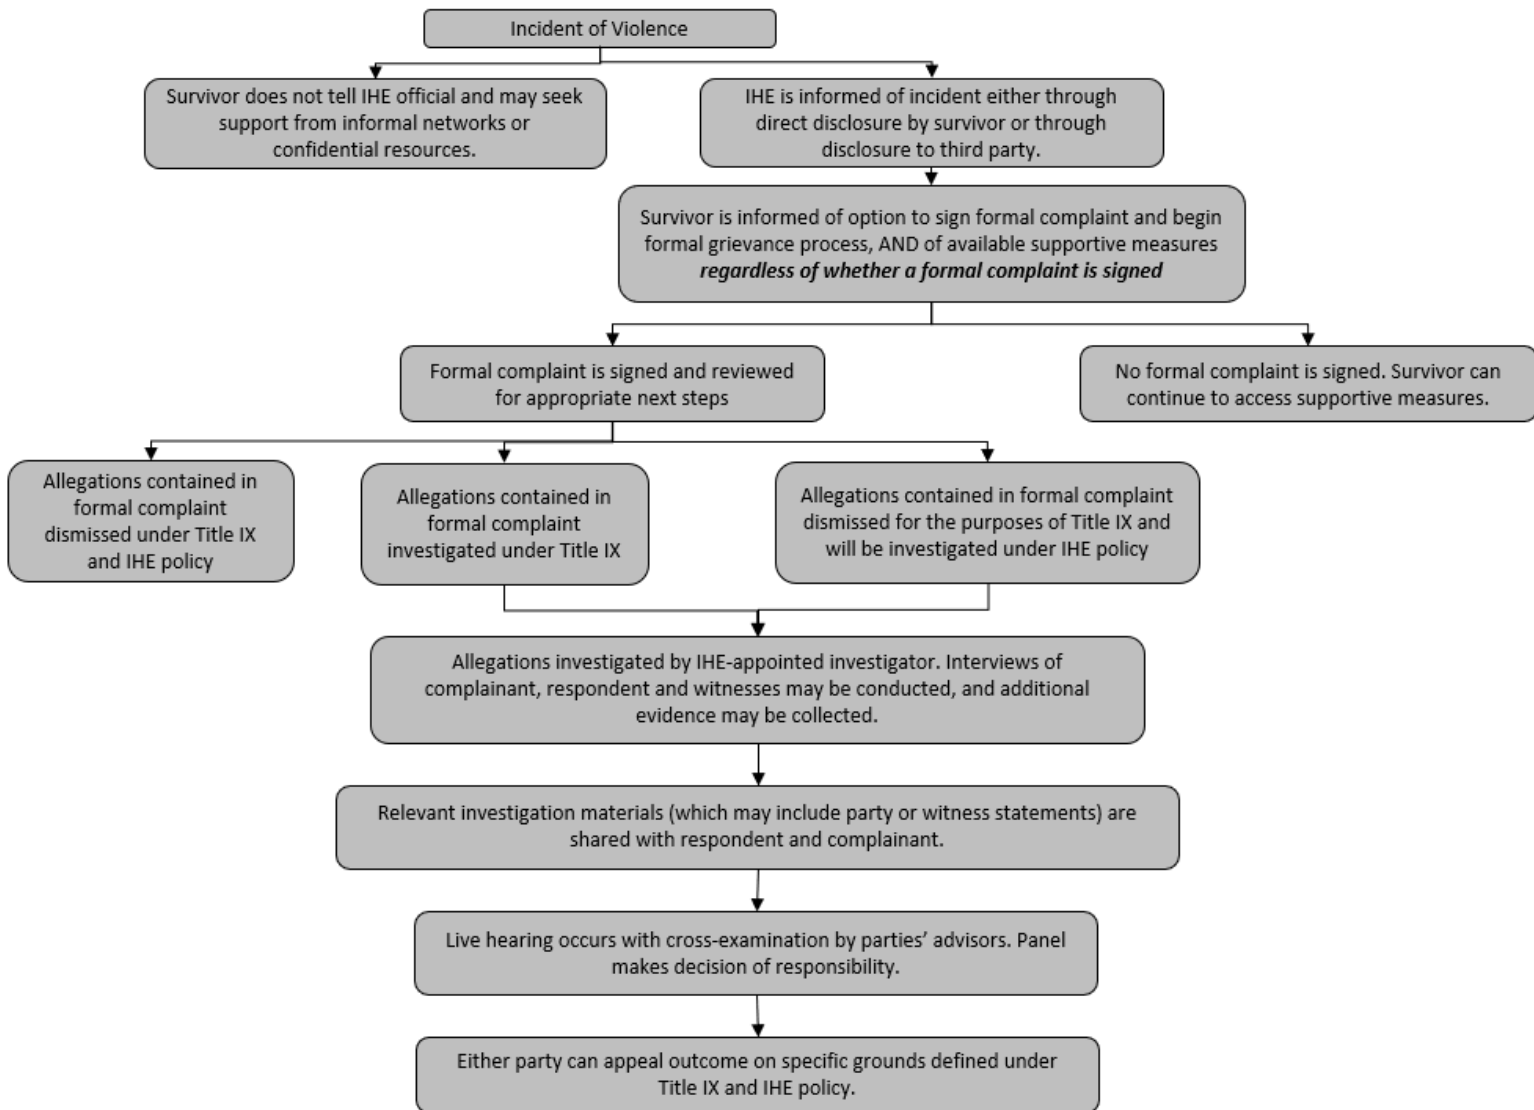 Incident of Violence
Survivor does not tell IHE official and may seek
support from informal networks or
confidential resources.
IHE is informed of incident either through
direct disclosure by survivor or through
disclosure to third party.
Survivor is informed of option to sign formal complaint and begin
formal grievance process, AND of available supportive measures
regardless of whether a formal complaint is signed
Formal complaint is signed and reviewed
for appropriate next steps
No formal complaint is signed. Survivor can
continue to access supportive measures.
Allegations contained in
formal complaint
dismissed under Title IX
and IHE policy
Allegations contained in
formal complaint
investigated under Title IX
Allegations contained in formal complaint
dismissed for the purposes of Title IX and
will be investigated under IHE policy
Allegations investigated by IHE-appointed investigator. Interviews of
complainant, respondent and witnesses may be conducted, and additional
evidence may be collected.
Relevant investigation materials (which may include party or witness statements) are
shared with respondent and complainant.
Live hearing occurs with cross-examination by parties’ advisors. Panel
makes decision of responsibility.
Either party can appeal outcome on specific grounds defined under
Title IX and IHE policy.